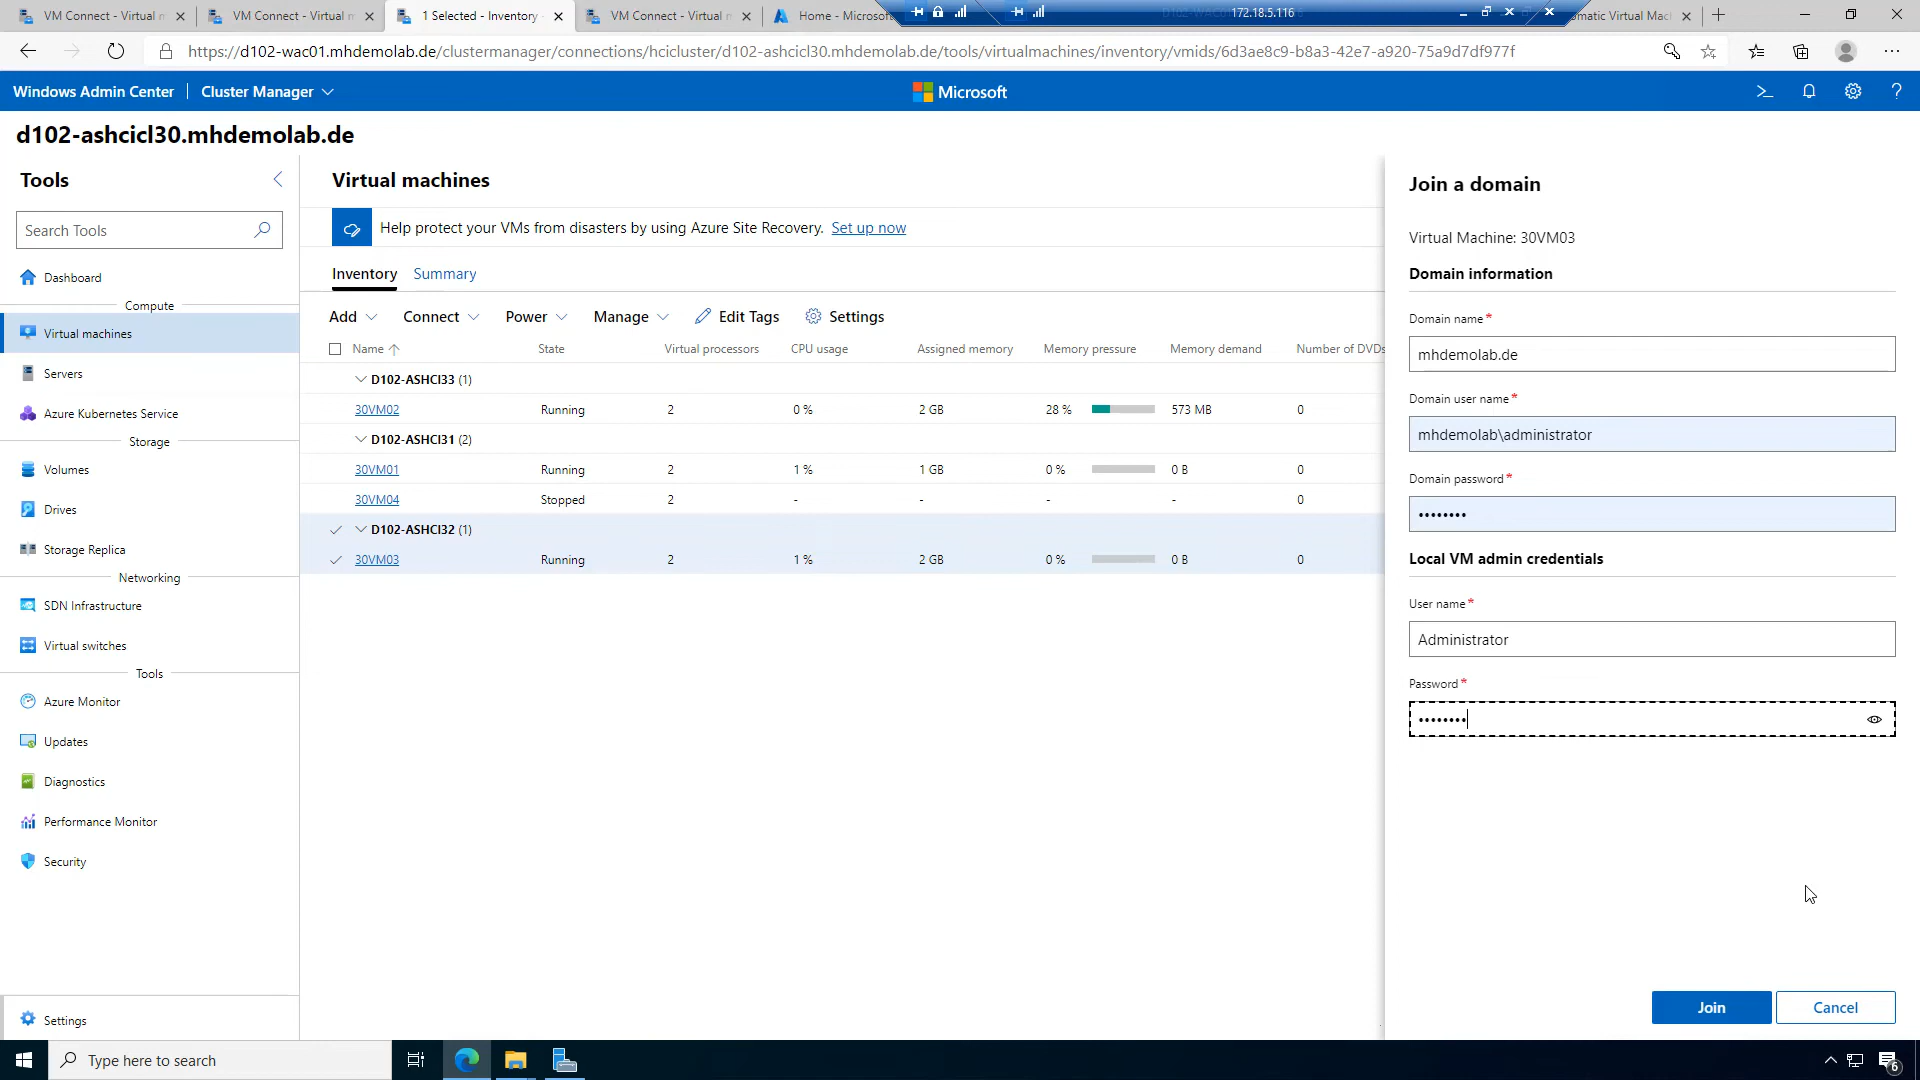 VM Connect - Virtual m
VM Connect - Virtual m
1 Selected - Inventory
VM Connect - Virtual m
Home - Microsoft
172.18.5.116
omatic Virtual Mac
https://d102-wac01.mhdemolab.de/clustermanager/connections/hcicluster/d102-ashcicl30.mhdemolab.de/tools/virtualmachines/inventory/vmids/6d3ae8c9-b8a3-42e7-a920-75a9d7df977f
Windows Admin Center
Cluster Manager
Microsoft
d102-ashcicl30.mhdemolab.de
Tools
Search Tools
Dashboard
Compute
Virtual machines
Servers
Azure Kubernetes Service
Storage
Volumes
Drives
Storage Replica
Networking
SDN Infrastructure
Virtual switches
Tools
Azure Monitor
Updates
Diagnostics
Performance Monitor
Security
Settings
Virtual machines
Help protect your VMs from disasters by using Azure Site Recovery. Set up now
Inventory Summary
Add Connect Power Manage Edit Tags Settings
Name State Virtual processors CPU usage Assigned memory Memory pressure Memory demand Number of DVDs
D102-ASHCI33 (1)
30VM02 Running 2 0 % 2 GB 28 % 573 MB 0
D102-ASHCI31 (2)
30VM01 Running 2 1 % 1 GB 0 % 0 B 0
30VM04 Stopped 2 - - - - 0
D102-ASHCI32 (1)
30VM03 Running 2 1 % 2 GB 0 % 0 B 0
Join a domain
Virtual Machine: 30VM03
Domain information
Domain name*
mhdemolab.de
Domain user name*
mhdemolab\administrator
Domain password*
••••••••
Local VM admin credentials
User name*
Administrator
Password*
••••••••
Join Cancel
Type here to search
6